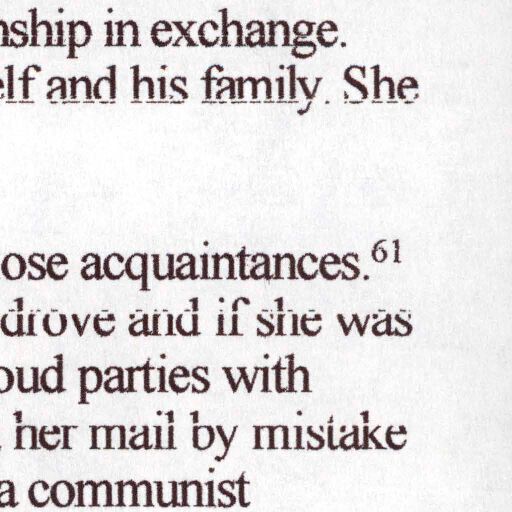 nship in exchange.
elf and his family. She
ose acquaintances.61
drove and if she was
oud parties with
her mail by mistake
a communist